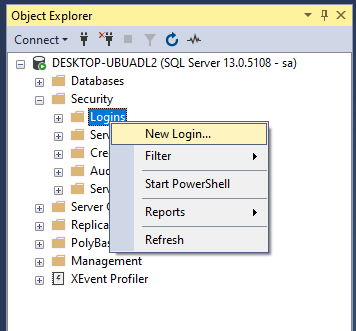 Object Explorer
Connect
DESKTOP-UBUADL2 (SQL Server 13.0.5108 - sa)
Databases
Security
Logins
New Login...
Filter
Start PowerShell
Reports
Refresh
Management
XEvent Profiler